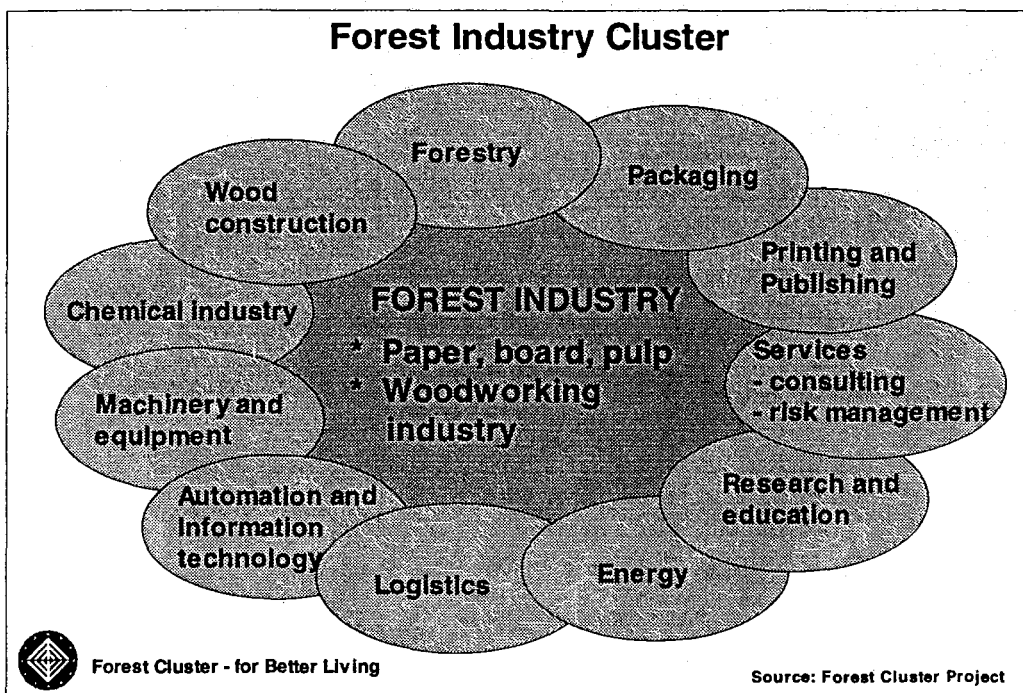 Forest Industry Cluster
Forestry
Packaging
Wood
construction
Printing and
Publishing
Chemical industry
FOREST INDUSTRY
* Paper, board, pulp
* Woodworking
industry
Services
- consulting
- risk management
Machinery and
equipment
Research and
education
Automation and
Information
technology
Logistics
Energy
Forest Cluster - for Better Living
Source: Forest Cluster Project